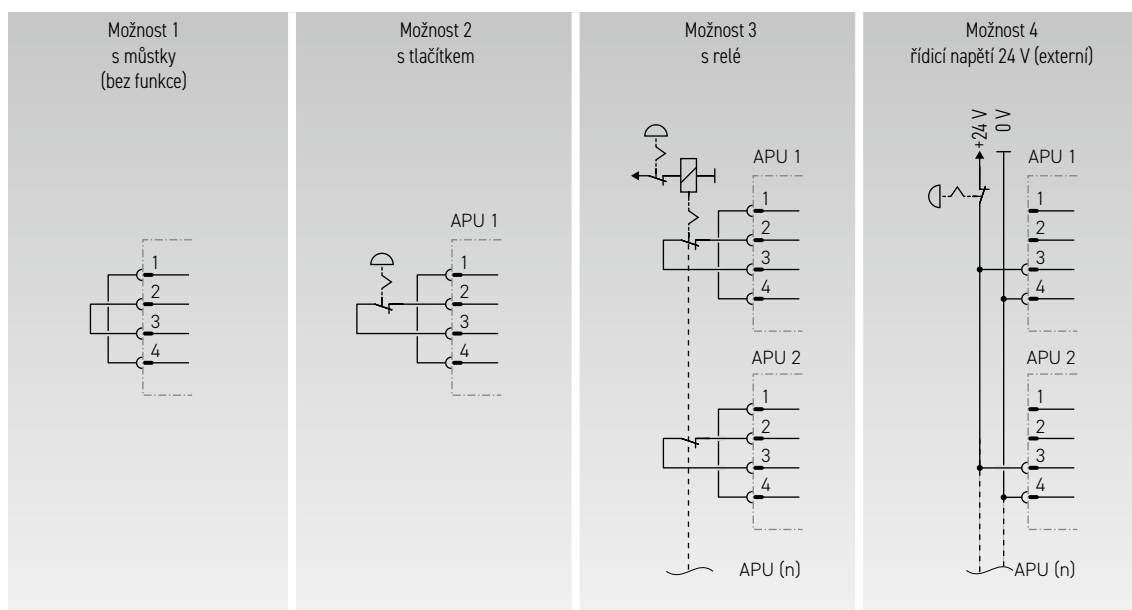 Možnost 1
s můstky
(bez funkce)
1
2
3
4
Možnost 2
s tlačítkem
APU 1
1
2
3
4
Možnost 3
s relé
APU 1
1
2
3
4
APU 2
1
2
3
4
APU (n)
Možnost 4
řídicí napětí 24 V (externí)
+24 V
0 V
APU 1
1
2
3
4
APU 2
1
2
3
4
APU (n)